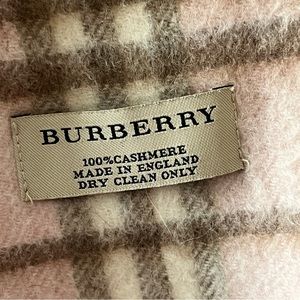 BURBERRY
100%CASHMERE
MADE IN ENGLAND
DRY CLEAN ONLY